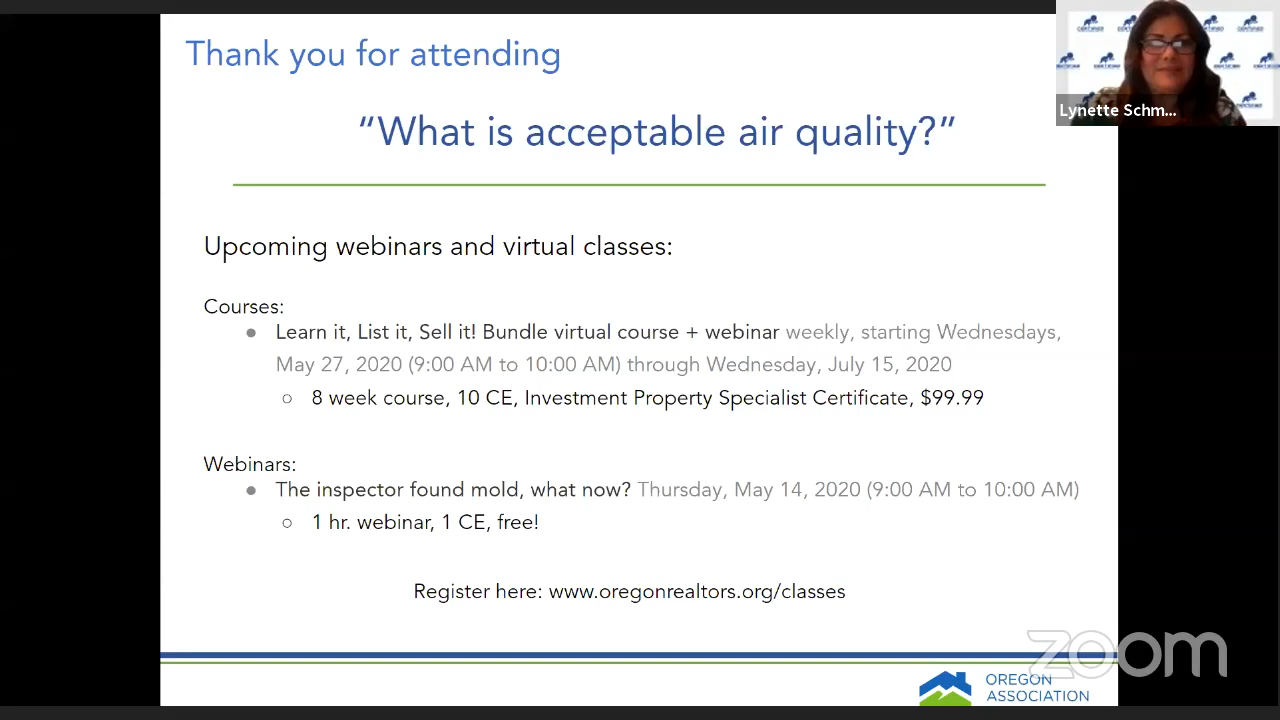 Thank you for attending
“What is acceptable air quality?”
Lynette Schm...
Upcoming webinars and virtual classes:
Courses:
● Learn it, List it, Sell it! Bundle virtual course + webinar weekly, starting Wednesdays,
May 27, 2020 (9:00 AM to 10:00 AM) through Wednesday, July 15, 2020
○ 8 week course, 10 CE, Investment Property Specialist Certificate, $99.99
Webinars:
● The inspector found mold, what now? Thursday, May 14, 2020 (9:00 AM to 10:00 AM)
○ 1 hr. webinar, 1 CE, free!
Register here: www.oregonrealtors.org/classes
zoom
OREGON
ASSOCIATION